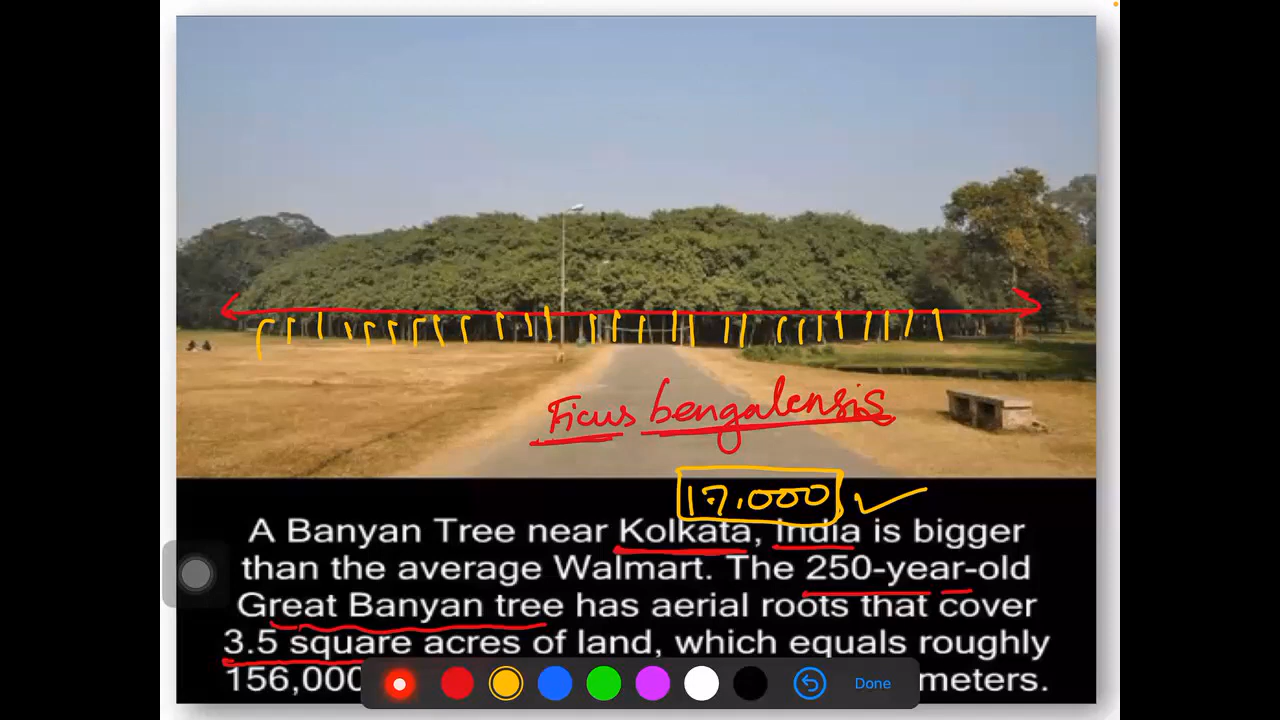 Ficus bengalensis
17,000
A Banyan Tree near Kolkata, India is bigger
than the average Walmart. The 250-year-old
Great Banyan tree has aerial roots that cover
3.5 square acres of land, which equals roughly
156,000 meters.
Done